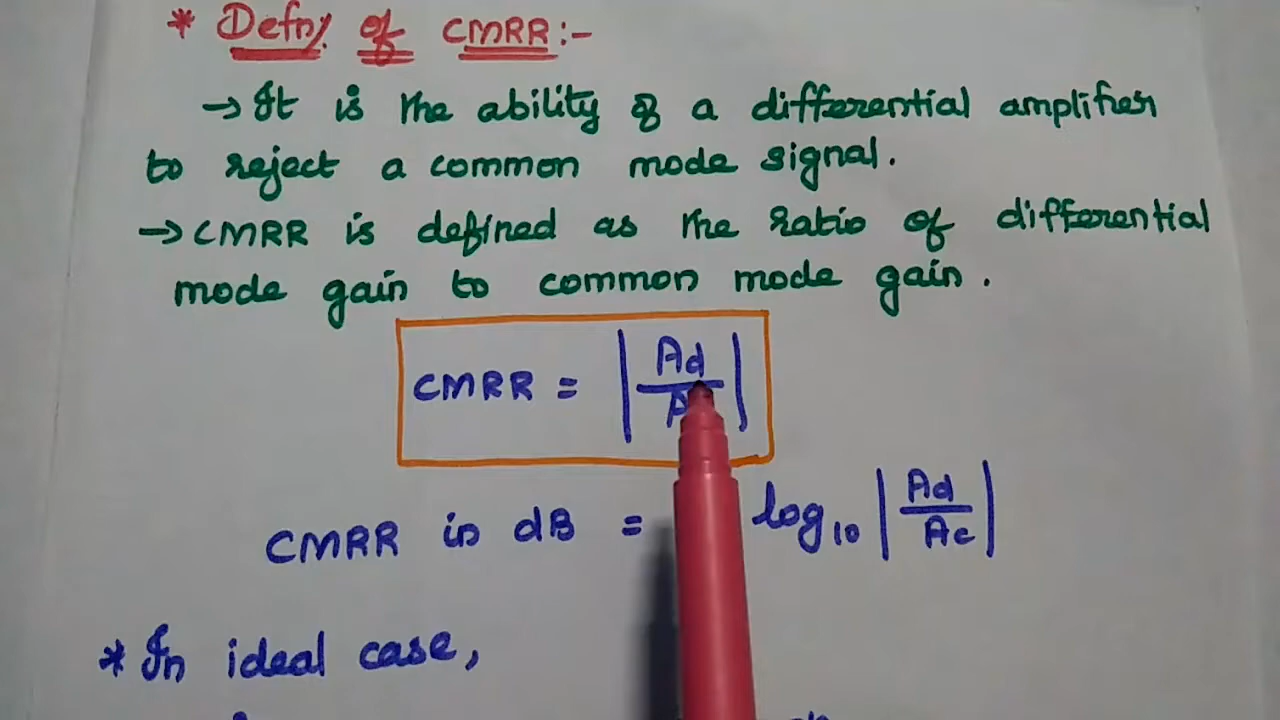 * Defn/ of CMRR:-
→ It is the ability of a differential amplifier
to reject a common mode signal.
→ CMRR is defined as the ratio of differential
mode gain to common mode gain.
CMRR = | Ad / A |
CMRR in dB = log10 | Ad / Ac |
* In ideal case,